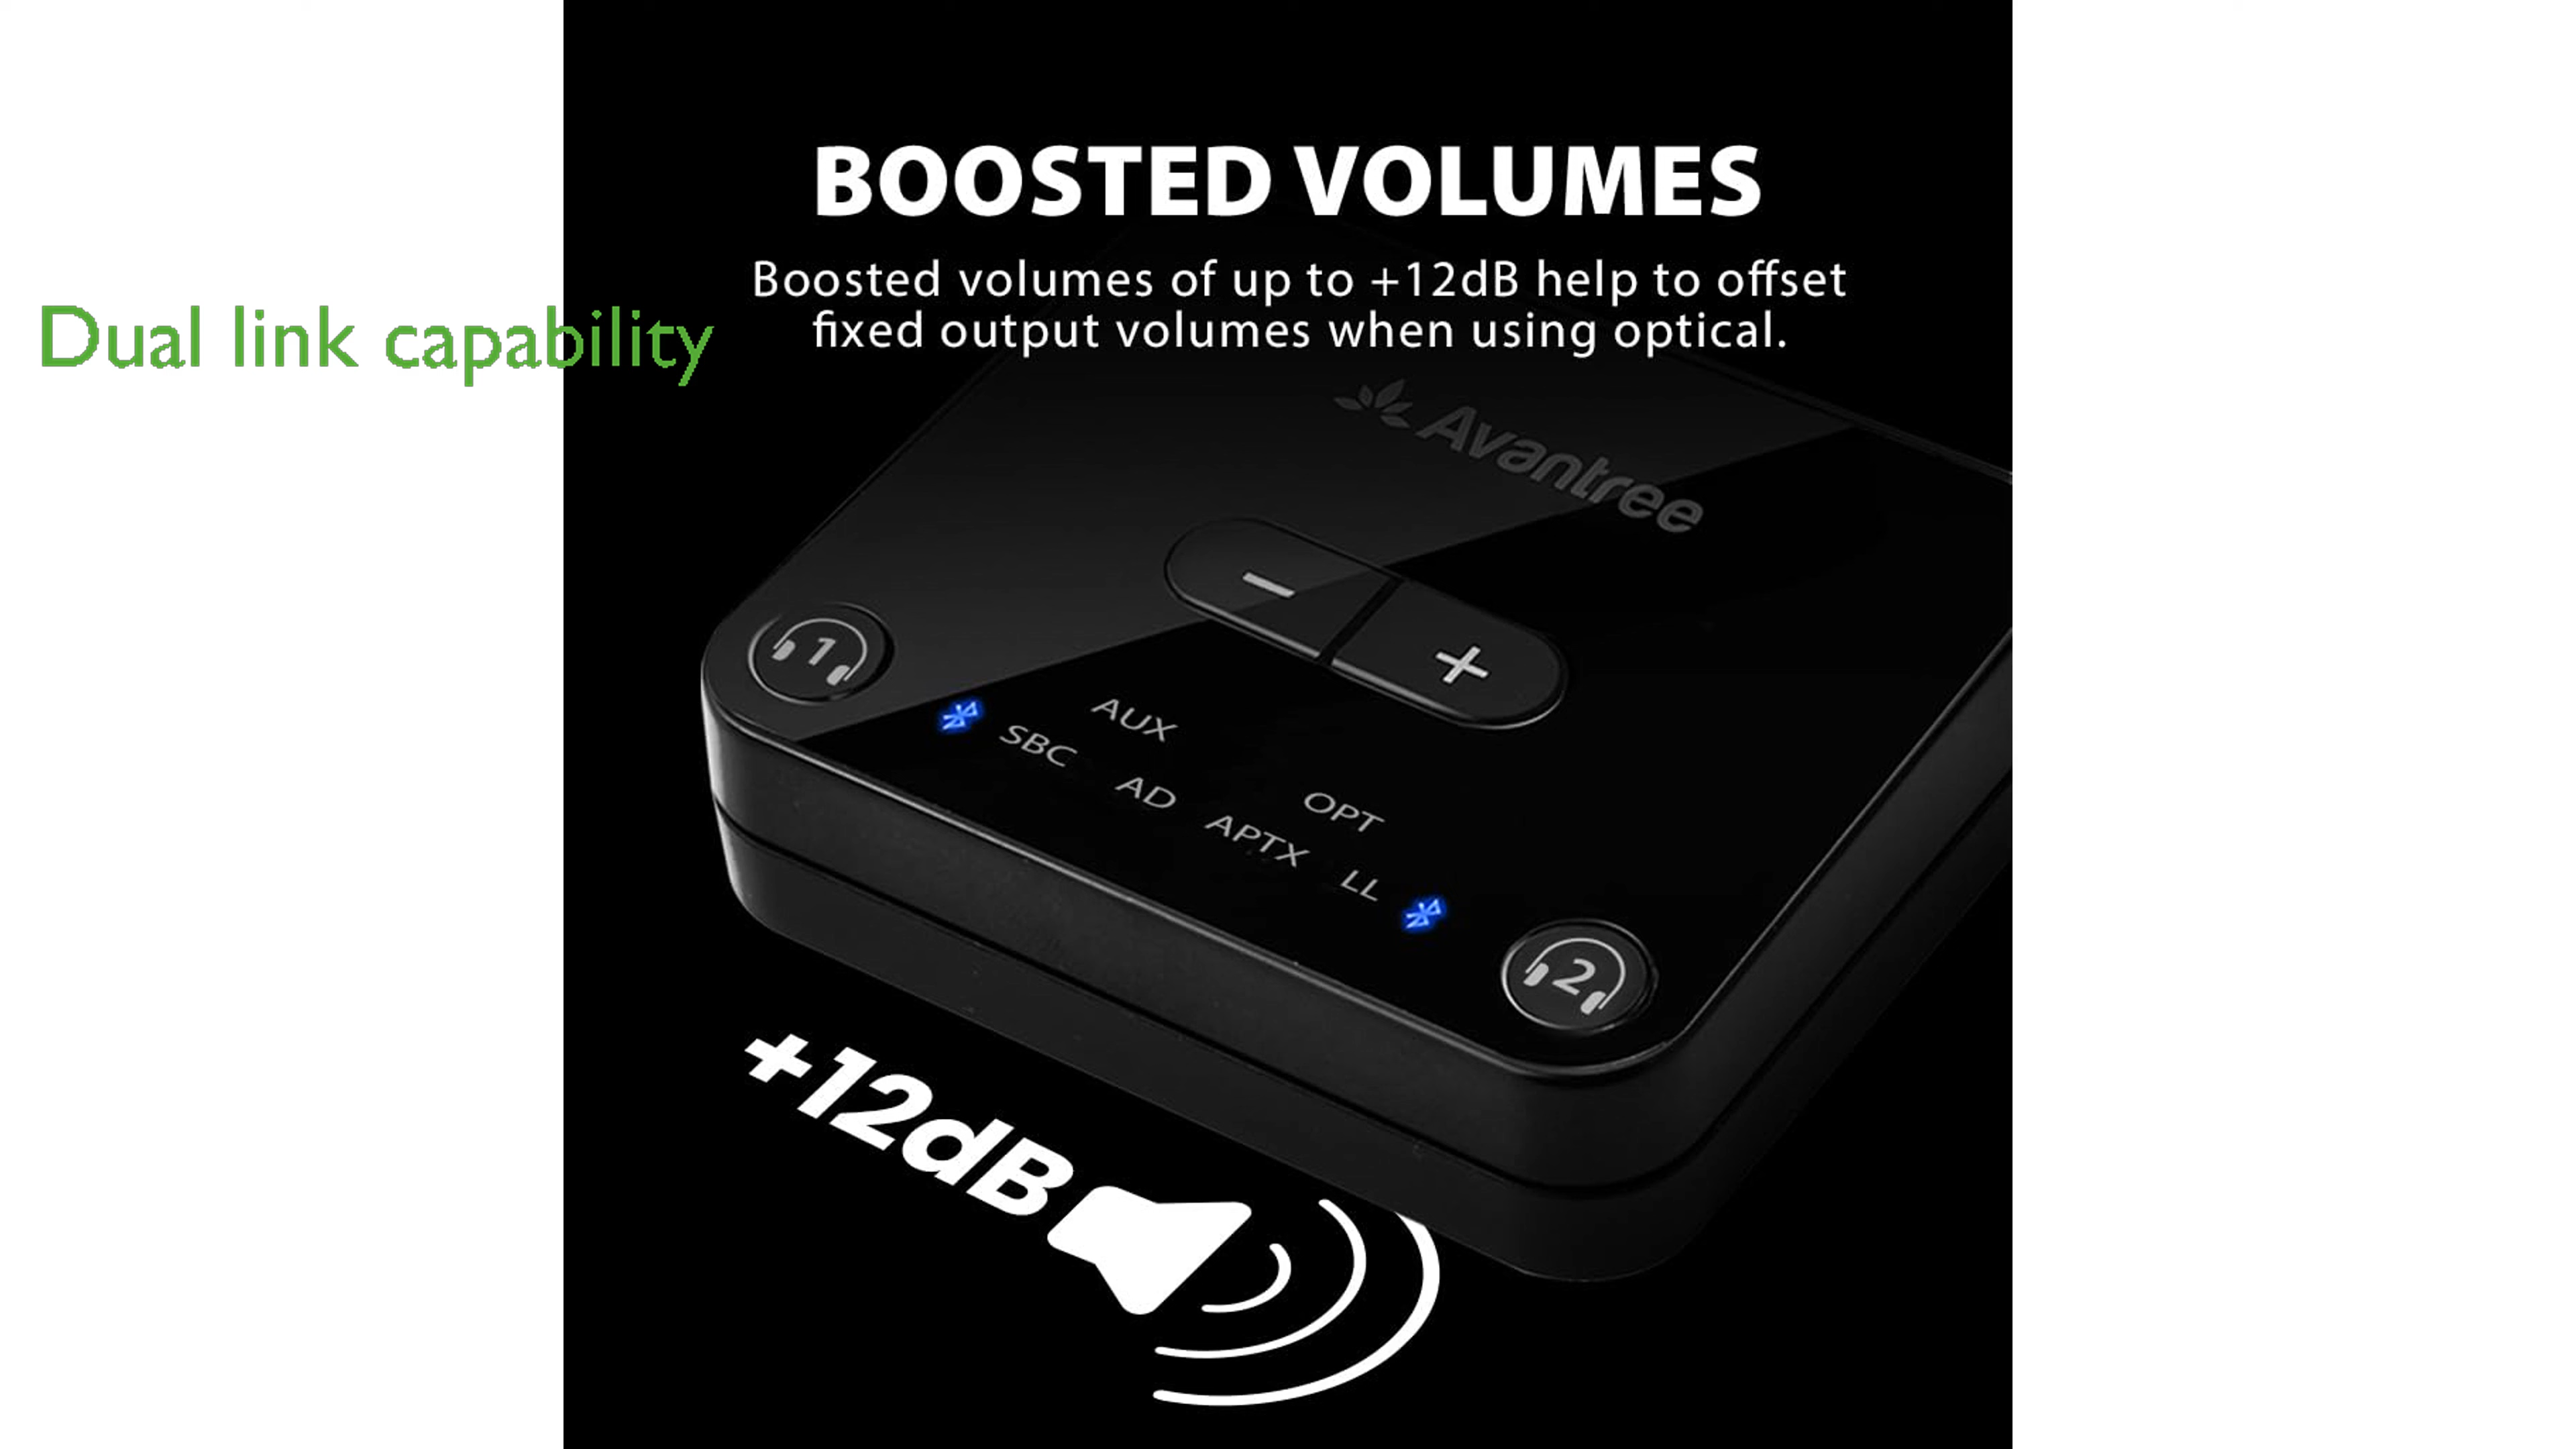 BOOSTED VOLUMES
Boosted volumes of up to +12dB help to offset
fixed output volumes when using optical.
Dual link capability
Avantree
− +
1
AUX
SBC AD APTX LL
OPT
2
+12dB